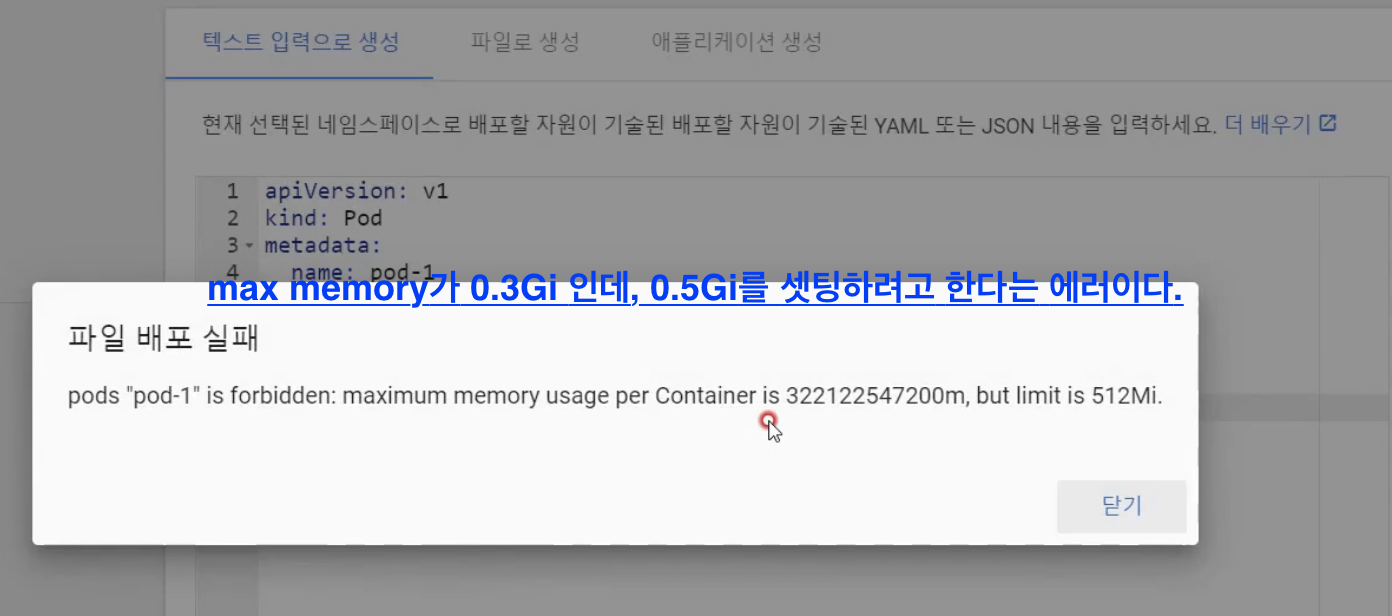 텍스트 입력으로 생성 파일로 생성 애플리케이션 생성
현재 선택된 네임스페이스로 배포할 자원이 기술된 배포할 자원이 기술된 YAML 또는 JSON 내용을 입력하세요. 더 배우기
1 apiVersion: v1
2 kind: Pod
3 metadata:
4 name: pod-1
max memory가 0.3Gi 인데, 0.5Gi를 셋팅하려고 한다는 에러이다.
파일 배포 실패
pods "pod-1" is forbidden: maximum memory usage per Container is 322122547200m, but limit is 512Mi.
닫기